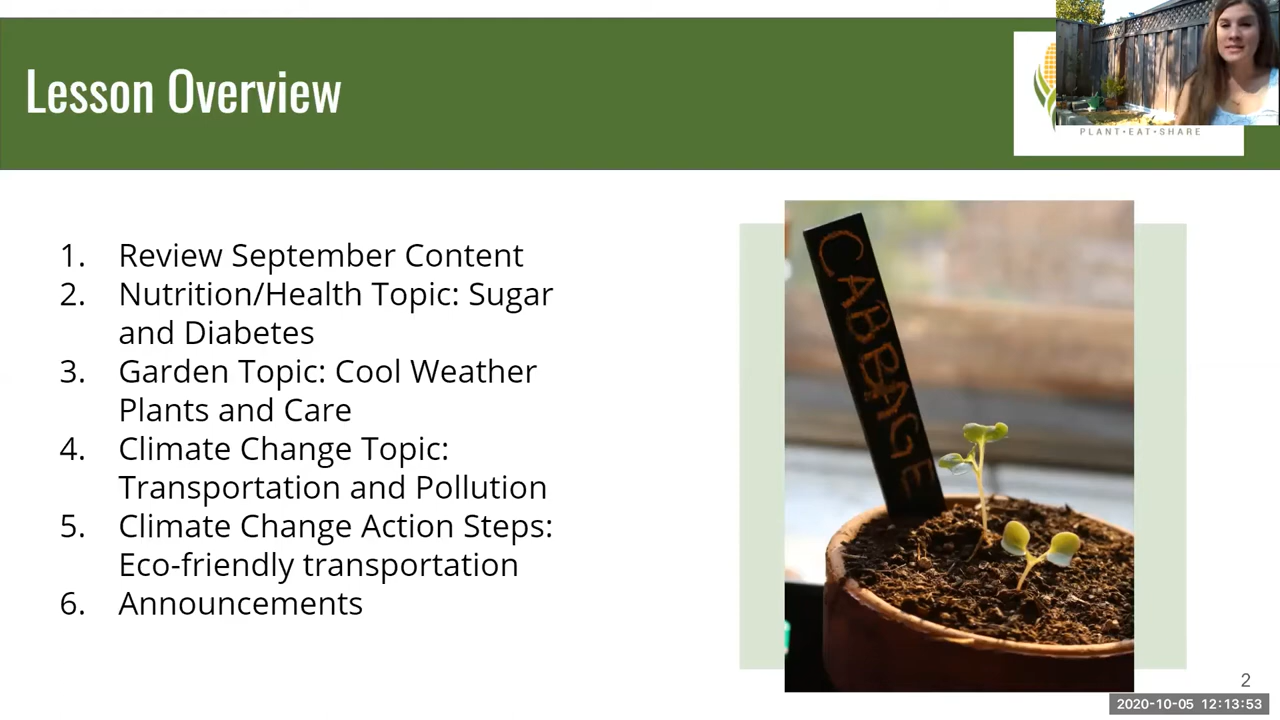 Lesson Overview
PLANT•EAT•SHARE
1. Review September Content
2. Nutrition/Health Topic: Sugar
and Diabetes
3. Garden Topic: Cool Weather
Plants and Care
4. Climate Change Topic:
Transportation and Pollution
5. Climate Change Action Steps:
Eco-friendly transportation
6. Announcements
CABBAGE
2
2020-10-05 12:13:53